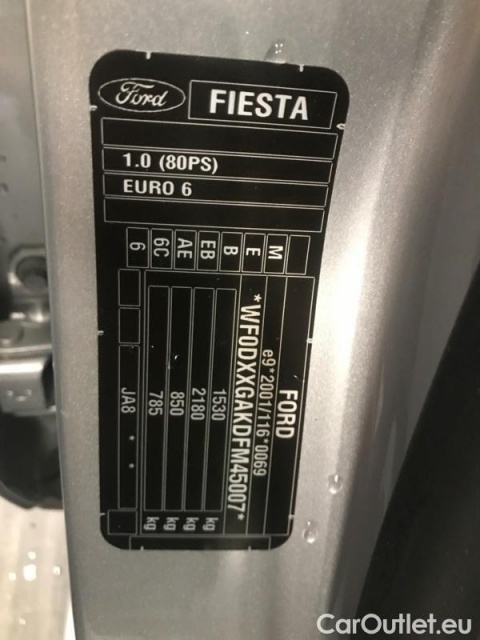 Ford
FIESTA
1.0 (80PS)
EURO 6
M
E
B
EB
AE
6C
6
FORD
e9*2001/116*0069
*WF0DXXGAKDFM45007*
1530 kg
2180 kg
850 kg
785 kg
JA8 * *
CarOutlet.eu